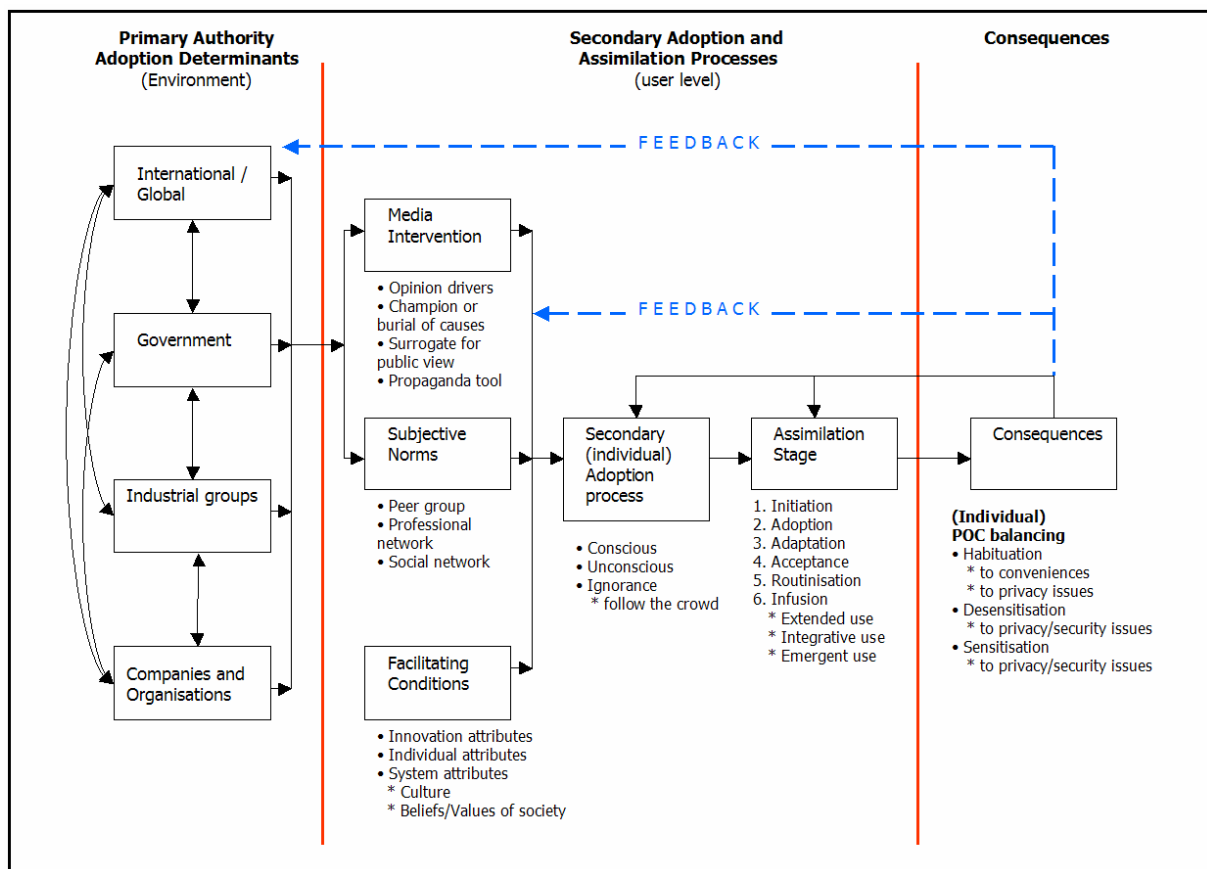 Primary Authority
Adoption Determinants
(Environment)
Secondary Adoption and
Assimilation Processes
(user level)
Consequences
FEEDBACK
International /
Global
Government
Industrial groups
Companies and
Organisations
Media
Intervention
• Opinion drivers
• Champion or
burial of causes
• Surrogate for
public view
• Propaganda tool
FEEDBACK
Subjective
Norms
• Peer group
• Professional
network
• Social network
Facilitating
Conditions
• Innovation attributes
• Individual attributes
• System attributes
* Culture
* Beliefs/Values of society
Secondary
(individual)
Adoption
process
• Conscious
• Unconscious
• Ignorance
* follow the crowd
Assimilation
Stage
1. Initiation
2. Adoption
3. Adaptation
4. Acceptance
5. Routinisation
6. Infusion
* Extended use
* Integrative use
* Emergent use
Consequences
(Individual)
POC balancing
• Habituation
* to conveniences
* to privacy issues
• Desensitisation
* to privacy/security issues
• Sensitisation
* to privacy/security issues